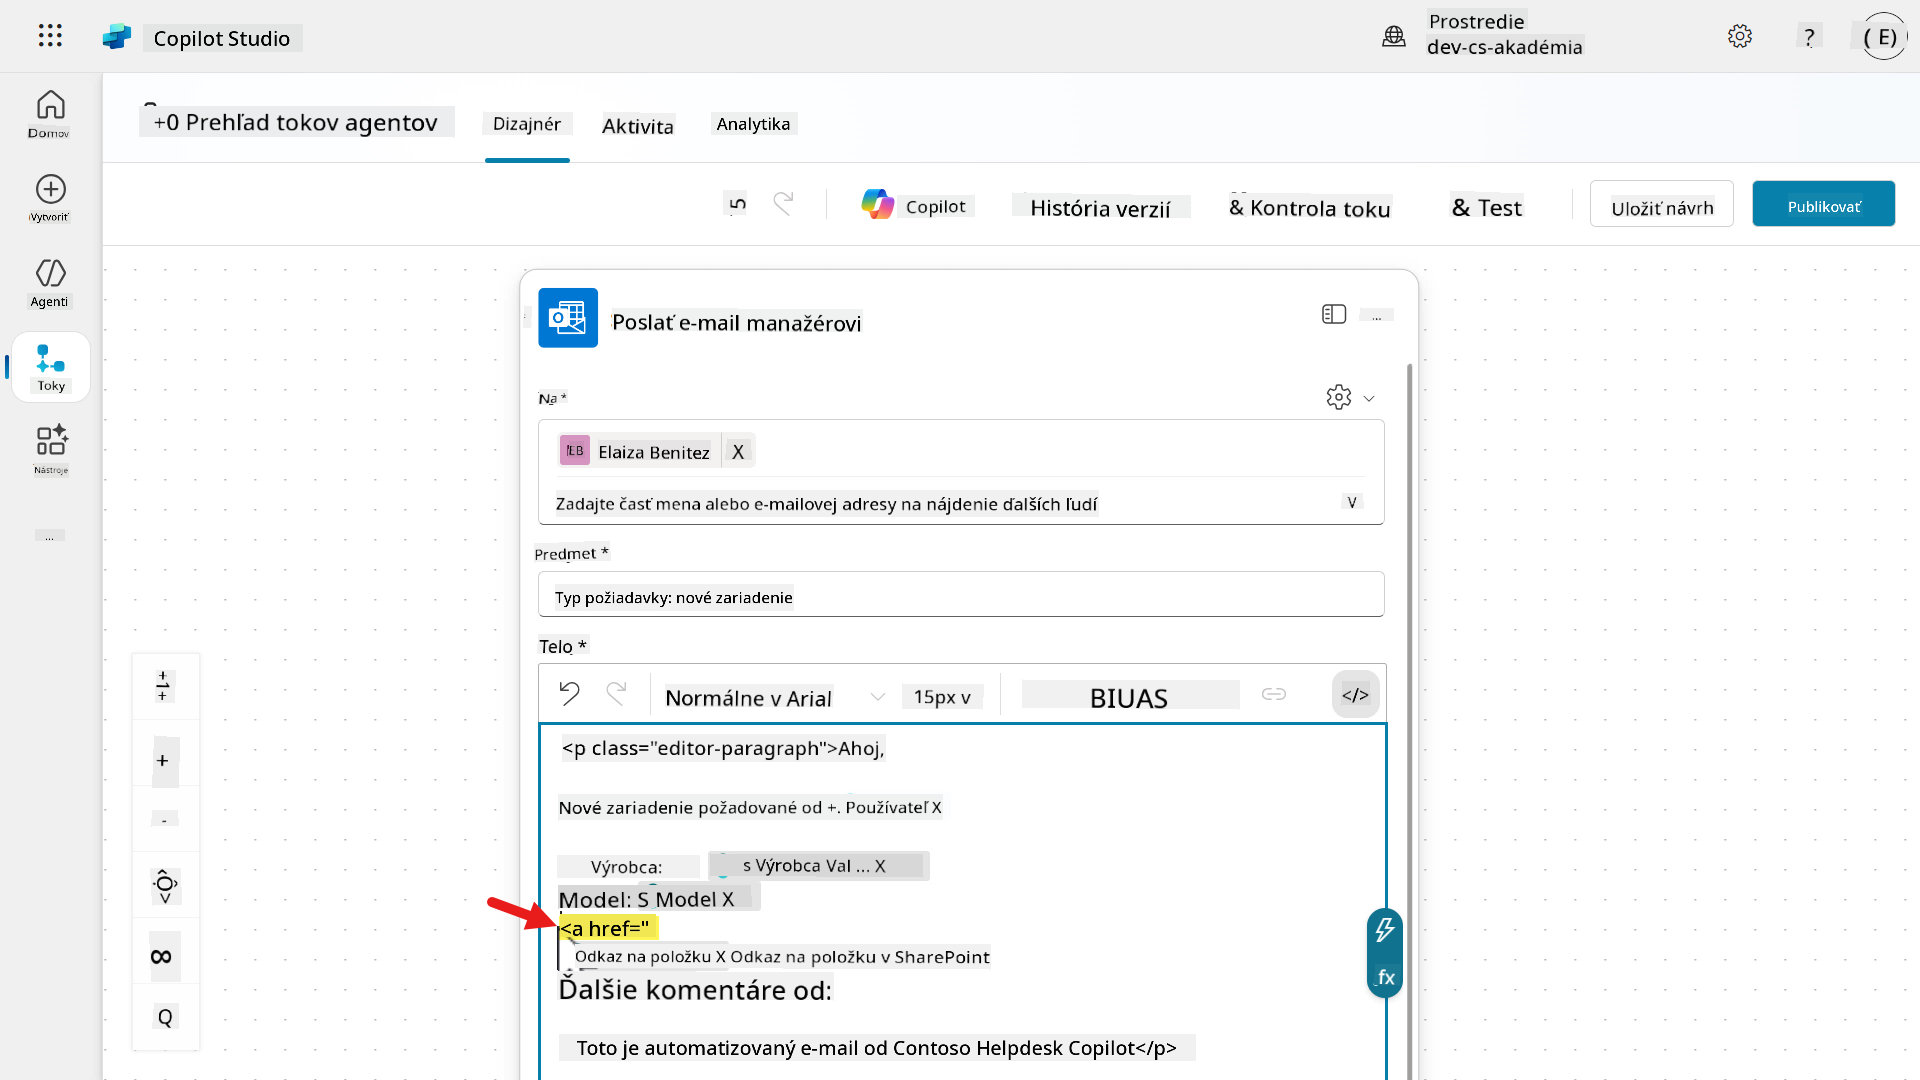 Copilot Studio
Prostredie
dev-cs-akadémia
?
( E)
Domov
Vytvoriť
Agenti
Toky
Nástroje
...
+0 Prehľad tokov agentov
Dizajnér
Aktivita
Analytika
5
Copilot
História verzií
& Kontrola toku
& Test
Uložiť návrh
Publikovať
Poslať e-mail manažérovi
...
Na *
EB
Elaiza Benitez
X
Zadajte časť mena alebo e-mailovej adresy na nájdenie ďalších ľudí
V
Predmet *
Typ požiadavky: nové zariadenie
Telo *
Normálne v Arial
15px v
BIUAS
</>
<p class="editor-paragraph">Ahoj,
Nové zariadenie požadované od +. Používateľ X
Výrobca:
s Výrobca Val ... X
Model: S Model X
<a href="
Odkaz na položku X Odkaz na položku v SharePoint
Ďalšie komentáre od:
Toto je automatizovaný e-mail od Contoso Helpdesk Copilot</p>
fx
+1+
+
-
∞
Q